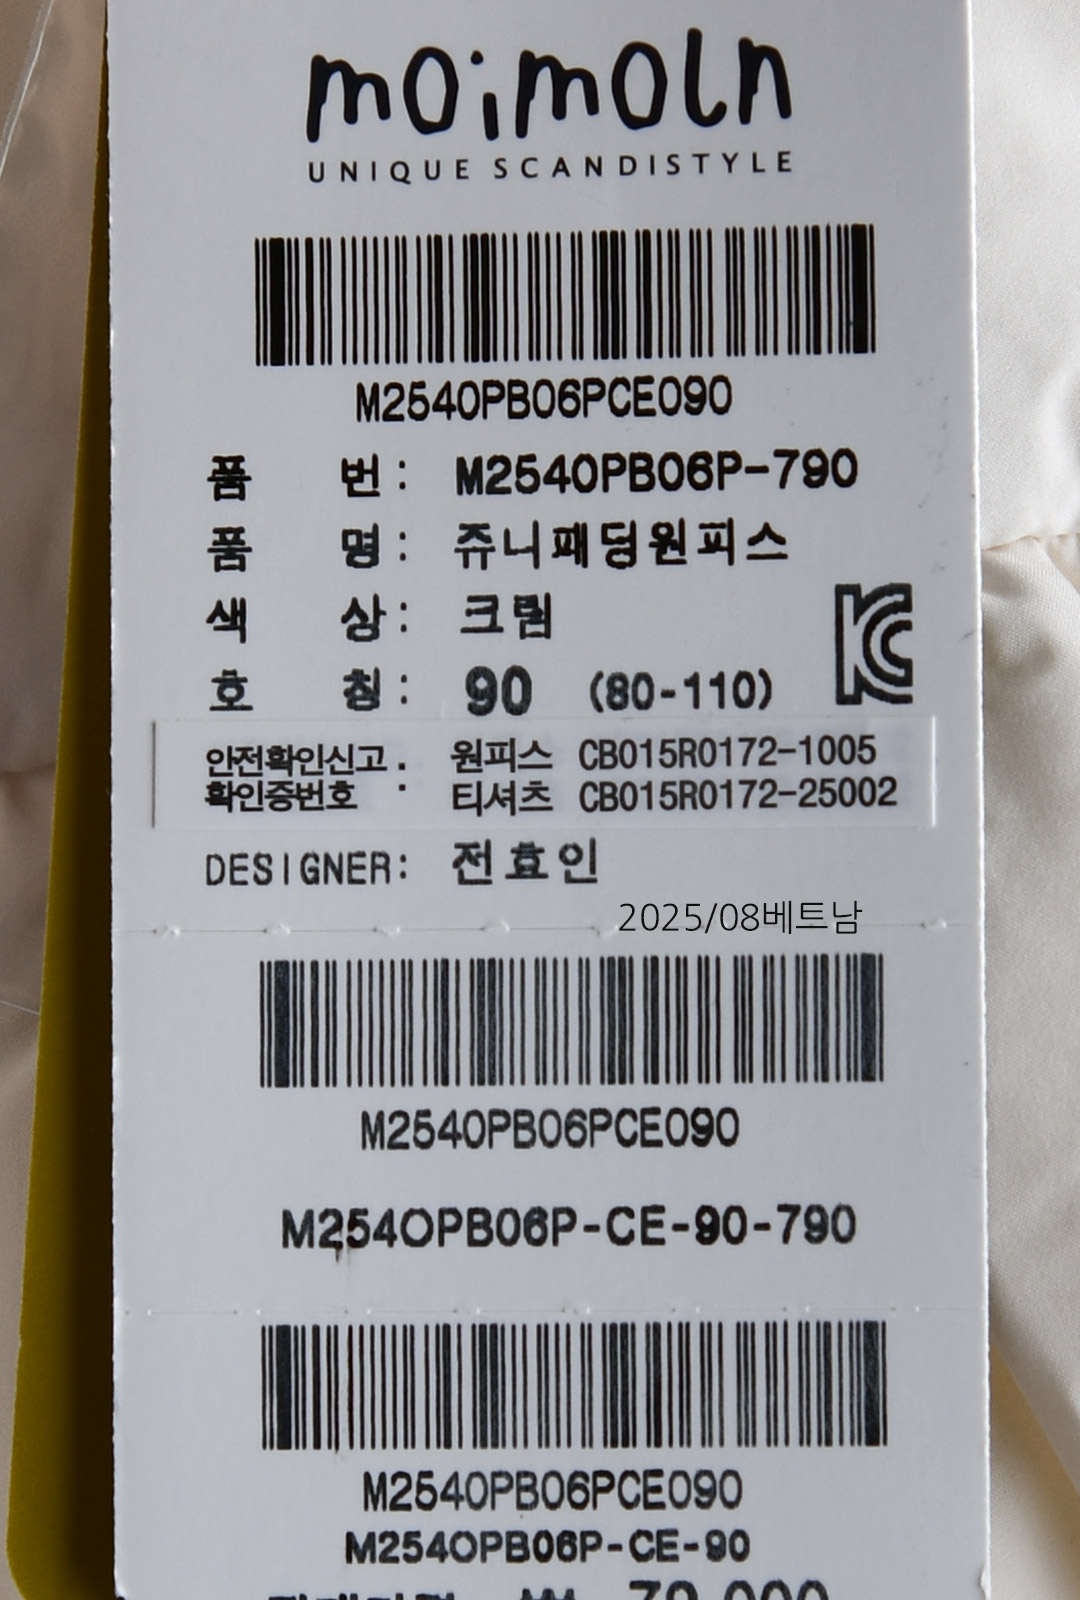 moimoln
UNIQUE SCANDISTYLE
M2540PB06PCE090
품 번 : M2540PB06P-790
품 명 : 쥬니패딩원피스
색 상 : 크림
호 칭 : 90 (80-110)
안전확인신고 : 원피스 CB015R0172-1005
확인증번호 티셔츠 CB015R0172-25002
DESIGNER: 전효인
2025/08베트남
M2540PB06PCE090
M2540PB06P-CE-90-790
M2540PB06PCE090
M2540PB06P-CE-90